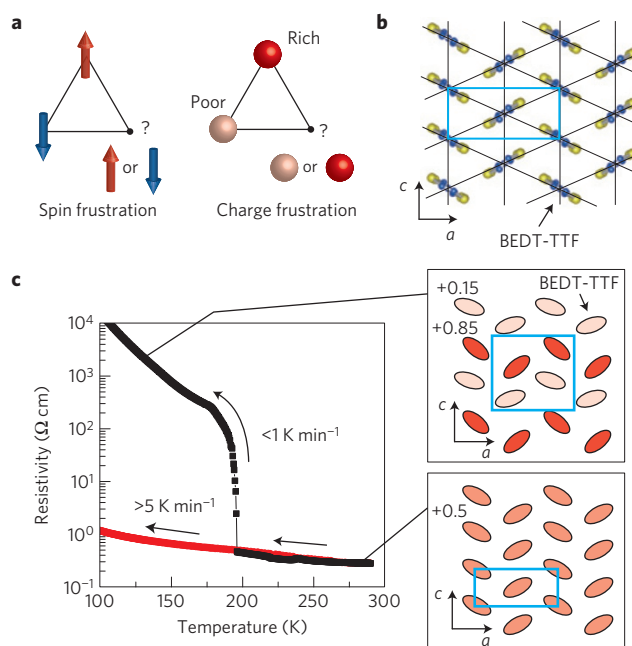 a
Rich
Poor
?
?
or
or
Spin frustration
Charge frustration
b
c
a
BEDT-TTF
c
10⁴
10³
10²
10¹
10⁰
10⁻¹
Resistivity (Ω cm)
<1 K min⁻¹
>5 K min⁻¹
100
150
200
250
300
Temperature (K)
BEDT-TTF
+0.15
+0.85
c
a
+0.5
c
a